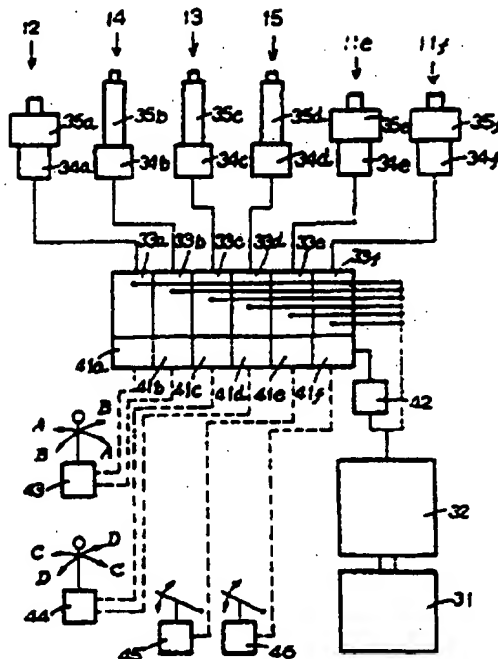 12 14 13 15 11e 11f
35a 35b 35c 35d 35e 35f
34a 34b 34c 34d 34e 34f
33a 33b 33c 33d 33e 33f
41a 41b 41c 41d 41e 41f
42
A B
B A
43
32
C D
D C
44
45 46
31